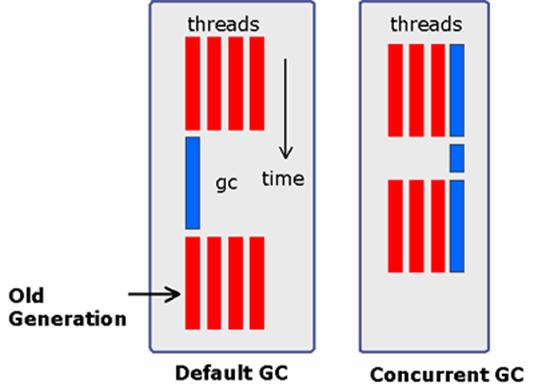 threads
threads
gc
time
Old
Generation
Default GC
Concurrent GC